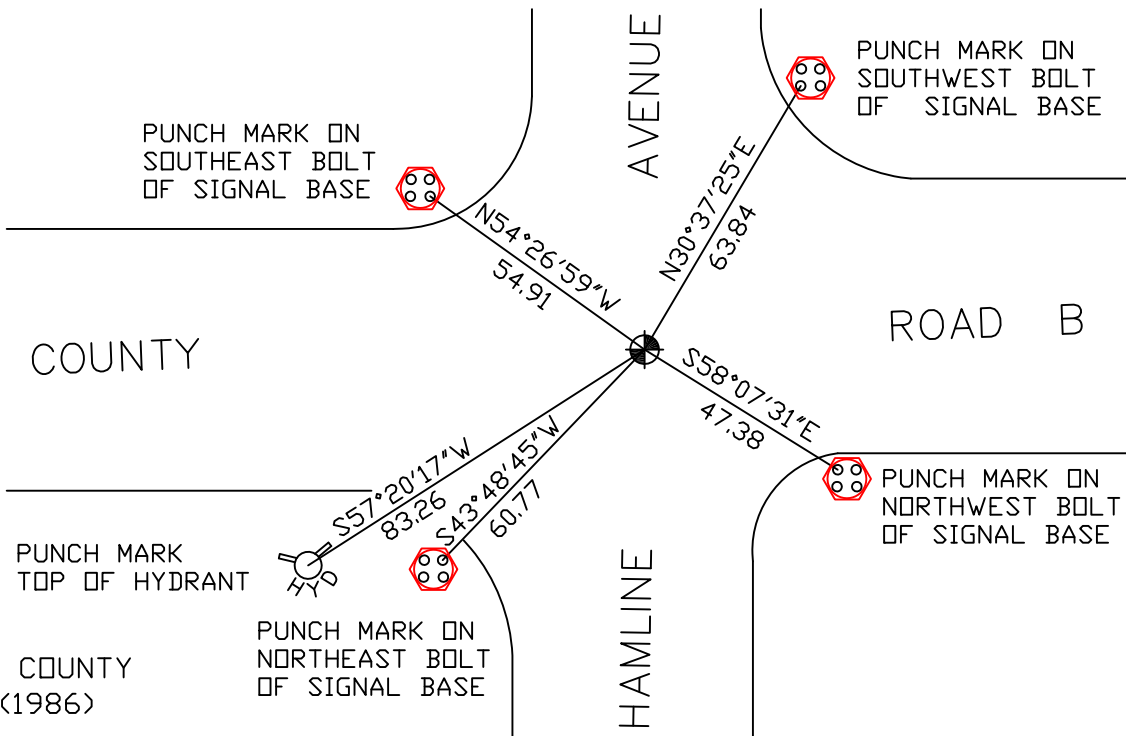 AVENUE
PUNCH MARK ON
SOUTHWEST BOLT
OF SIGNAL BASE
PUNCH MARK ON
SOUTHEAST BOLT
OF SIGNAL BASE
N30°37'25"E
63.84
N54°26'59"W
54.91
ROAD B
COUNTY
S58°07'31"E
47.38
S57°20'17"W
83.26
S43°48'45"W
60.77
PUNCH MARK ON
NORTHWEST BOLT
OF SIGNAL BASE
PUNCH MARK
TOP OF HYDRANT
HYD
HAMLINE
PUNCH MARK ON
NORTHEAST BOLT
OF SIGNAL BASE
COUNTY
(1986)